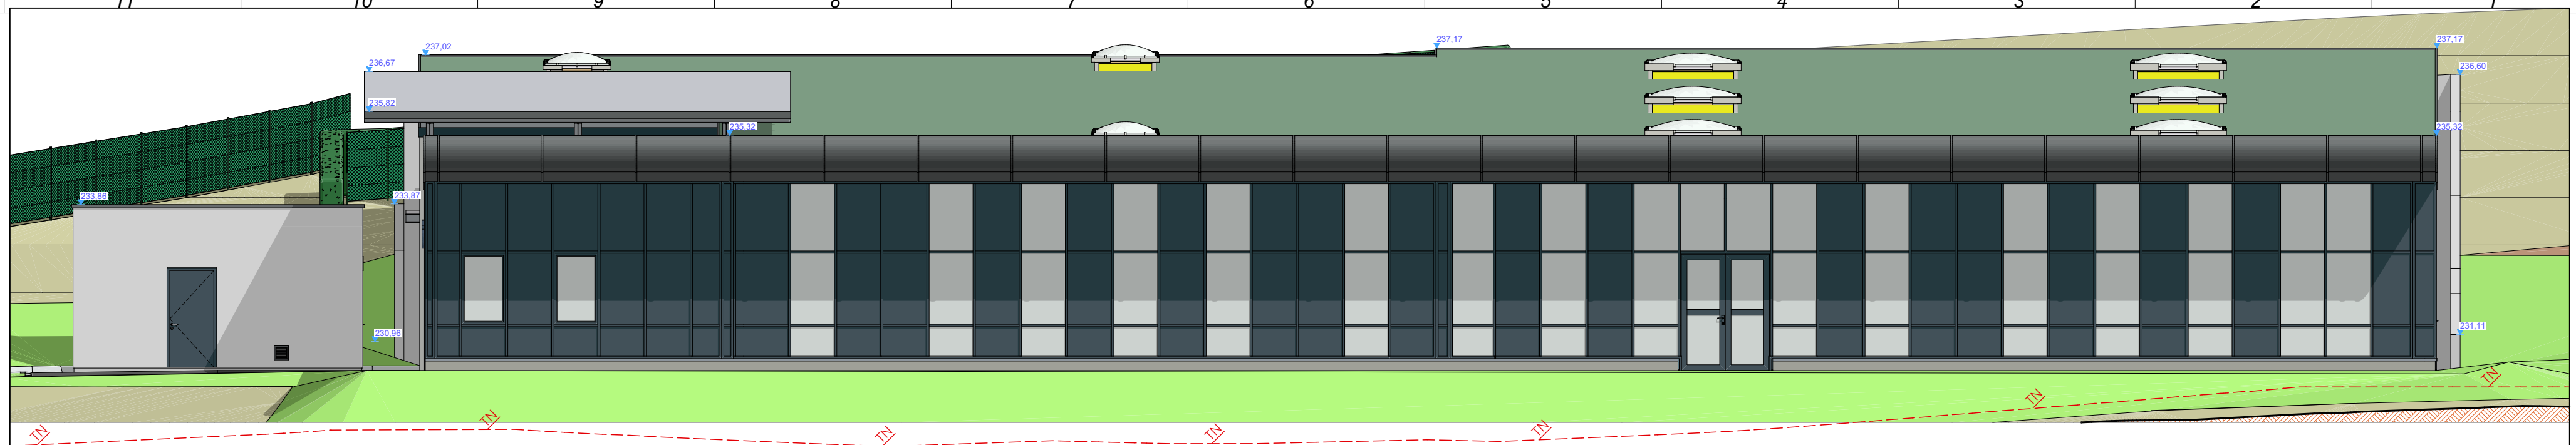 11 10 9 8 7 6 5 4 3 2 1
237,02 237,17 237,17
236,67 236,60
235,82
235,32 235,32
233,86 233,87
230,96 231,11
TN TN TN TN TN TN TN